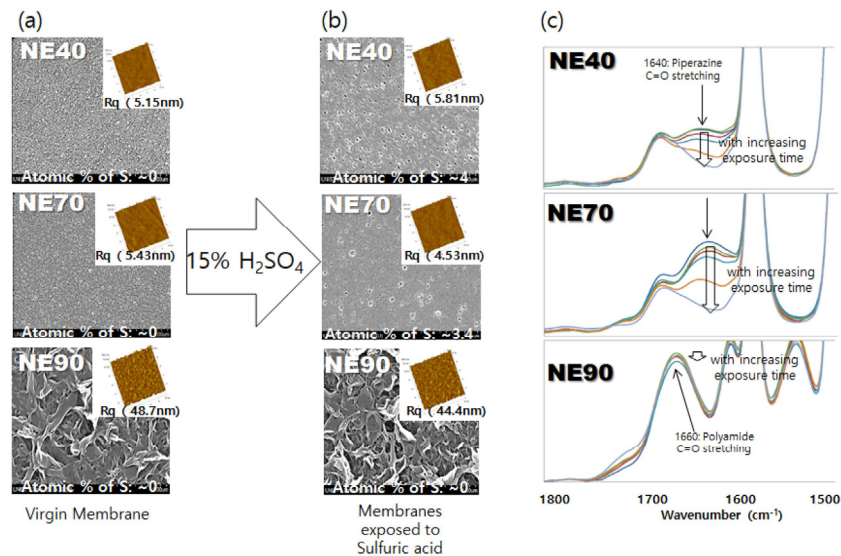 (a)
NE40
Rq ( 5.15nm)
Atomic % of S: ~0
NE70
Rq ( 5.43nm)
Atomic % of S: ~0
NE90
Rq ( 48.7nm)
Atomic % of S: ~0
Virgin Membrane
15% H₂SO₄
(b)
NE40
Rq ( 5.81nm)
Atomic % of S: ~4
NE70
Rq ( 4.53nm)
Atomic % of S: ~3.4
NE90
Rq ( 44.4nm)
Atomic % of S: ~0
Membranes
exposed to
Sulfuric acid
(c)
NE40
1640: Piperazine
C=O stretching
with increasing
exposure time
NE70
with increasing
exposure time
NE90
with increasing
exposure time
1660: Polyamide
C=O stretching
1800 1700 1600 1500
Wavenumber (cm⁻¹)